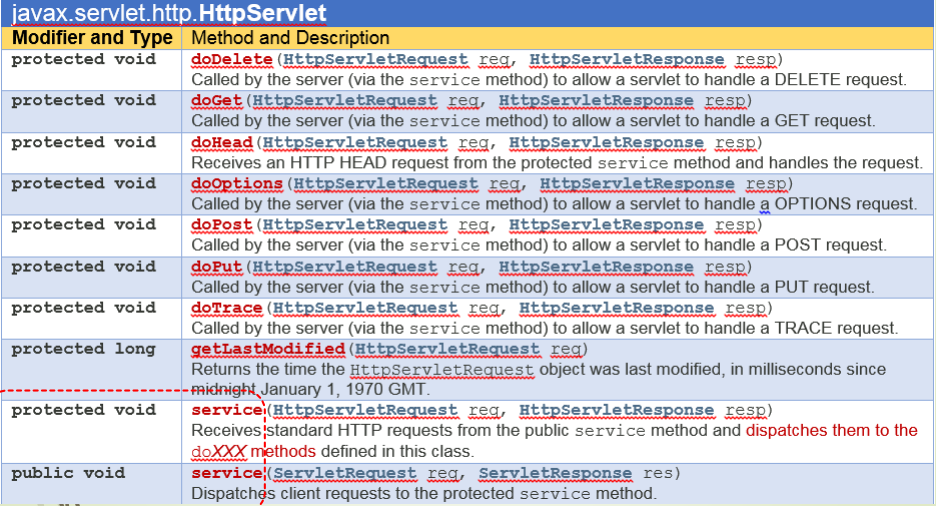 javax.servlet.http.HttpServlet
Modifier and Type Method and Description
protected void doDelete(HttpServletRequest req, HttpServletResponse resp)
Called by the server (via the service method) to allow a servlet to handle a DELETE request.
protected void doGet(HttpServletRequest req, HttpServletResponse resp)
Called by the server (via the service method) to allow a servlet to handle a GET request.
protected void doHead(HttpServletRequest req, HttpServletResponse resp)
Receives an HTTP HEAD request from the protected service method and handles the request.
protected void doOptions(HttpServletRequest req, HttpServletResponse resp)
Called by the server (via the service method) to allow a servlet to handle a OPTIONS request.
protected void doPost(HttpServletRequest req, HttpServletResponse resp)
Called by the server (via the service method) to allow a servlet to handle a POST request.
protected void doPut(HttpServletRequest req, HttpServletResponse resp)
Called by the server (via the service method) to allow a servlet to handle a PUT request.
protected void doTrace(HttpServletRequest req, HttpServletResponse resp)
Called by the server (via the service method) to allow a servlet to handle a TRACE request.
protected long getLastModified(HttpServletRequest req)
Returns the time the HttpServletRequest object was last modified, in milliseconds since
midnight January 1, 1970 GMT.
protected void service(HttpServletRequest req, HttpServletResponse resp)
Receives standard HTTP requests from the public service method and dispatches them to the
doXXX methods defined in this class.
public void service(ServletRequest req, ServletResponse res)
Dispatches client requests to the protected service method.